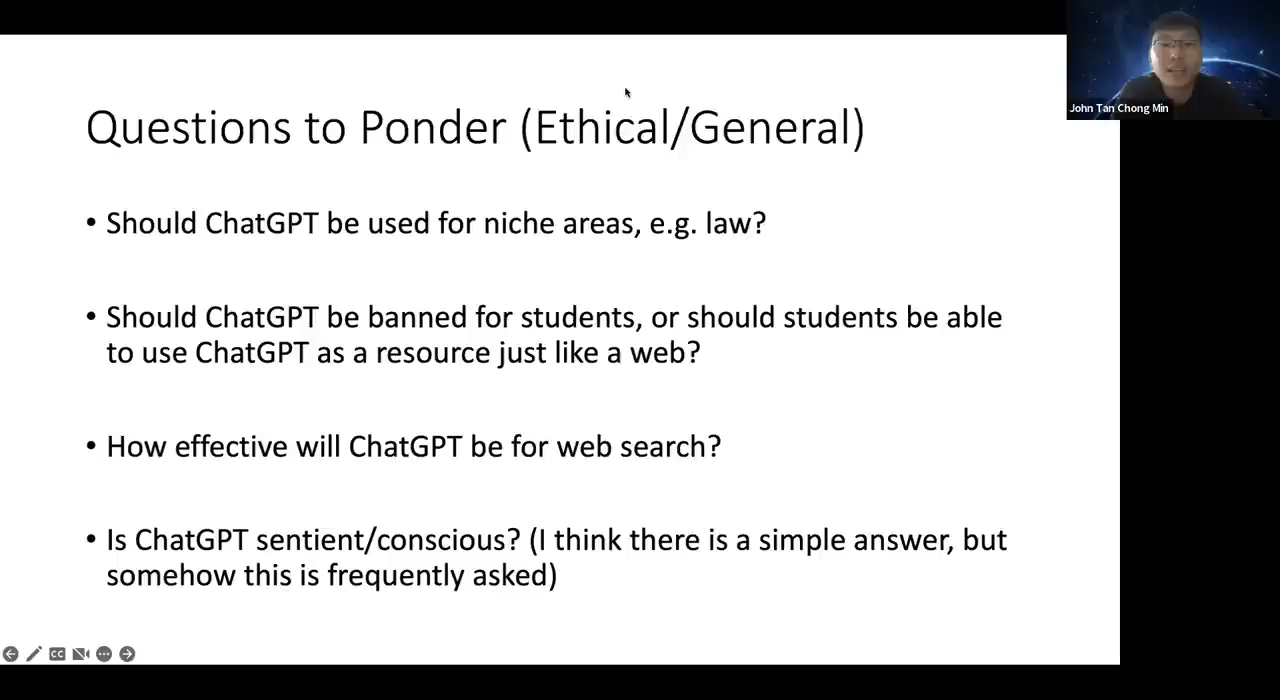 John Tan Chong Min
Questions to Ponder (Ethical/General)
• Should ChatGPT be used for niche areas, e.g. law?
• Should ChatGPT be banned for students, or should students be able
to use ChatGPT as a resource just like a web?
• How effective will ChatGPT be for web search?
• Is ChatGPT sentient/conscious? (I think there is a simple answer, but
somehow this is frequently asked)
CC